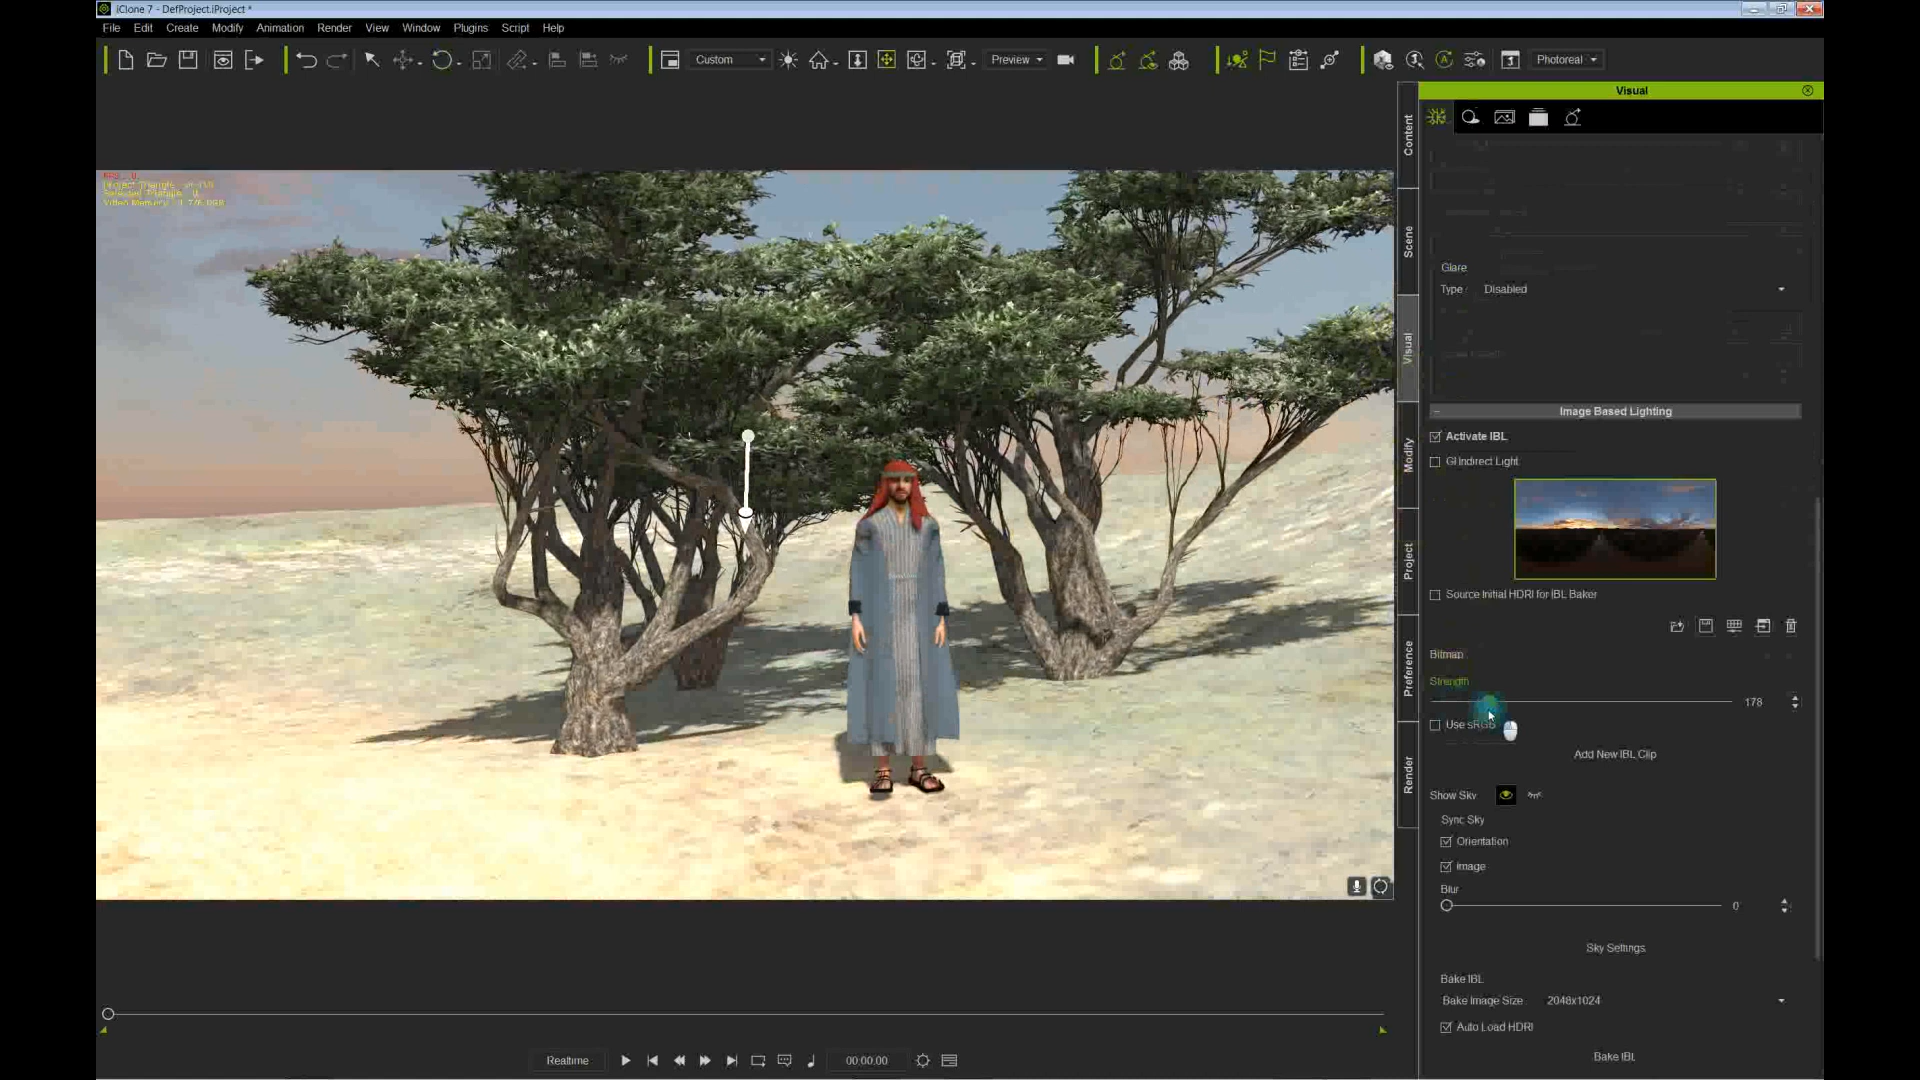 iClone 7 - DefProject.iProject *
File Edit Create Modify Animation Render View Window Plugins Script Help
Custom Preview Photoreal
Visual
Content
Scene
Visual
Modify
Project
Preference
Render
Glare
Type : Disabled
Image Based Lighting
Activate IBL
GI Indirect Light
Source Initial HDRI for IBL Baker
Bitmap
Strength
178
Use sRGB
Add New IBL Clip
Show Sky
Sync Sky
Orientation
Image
Blur
0
Sky Settings
Bake IBL
Bake Image Size 2048x1024
Auto Load HDRI
Bake IBL
Realtime 00:00:00